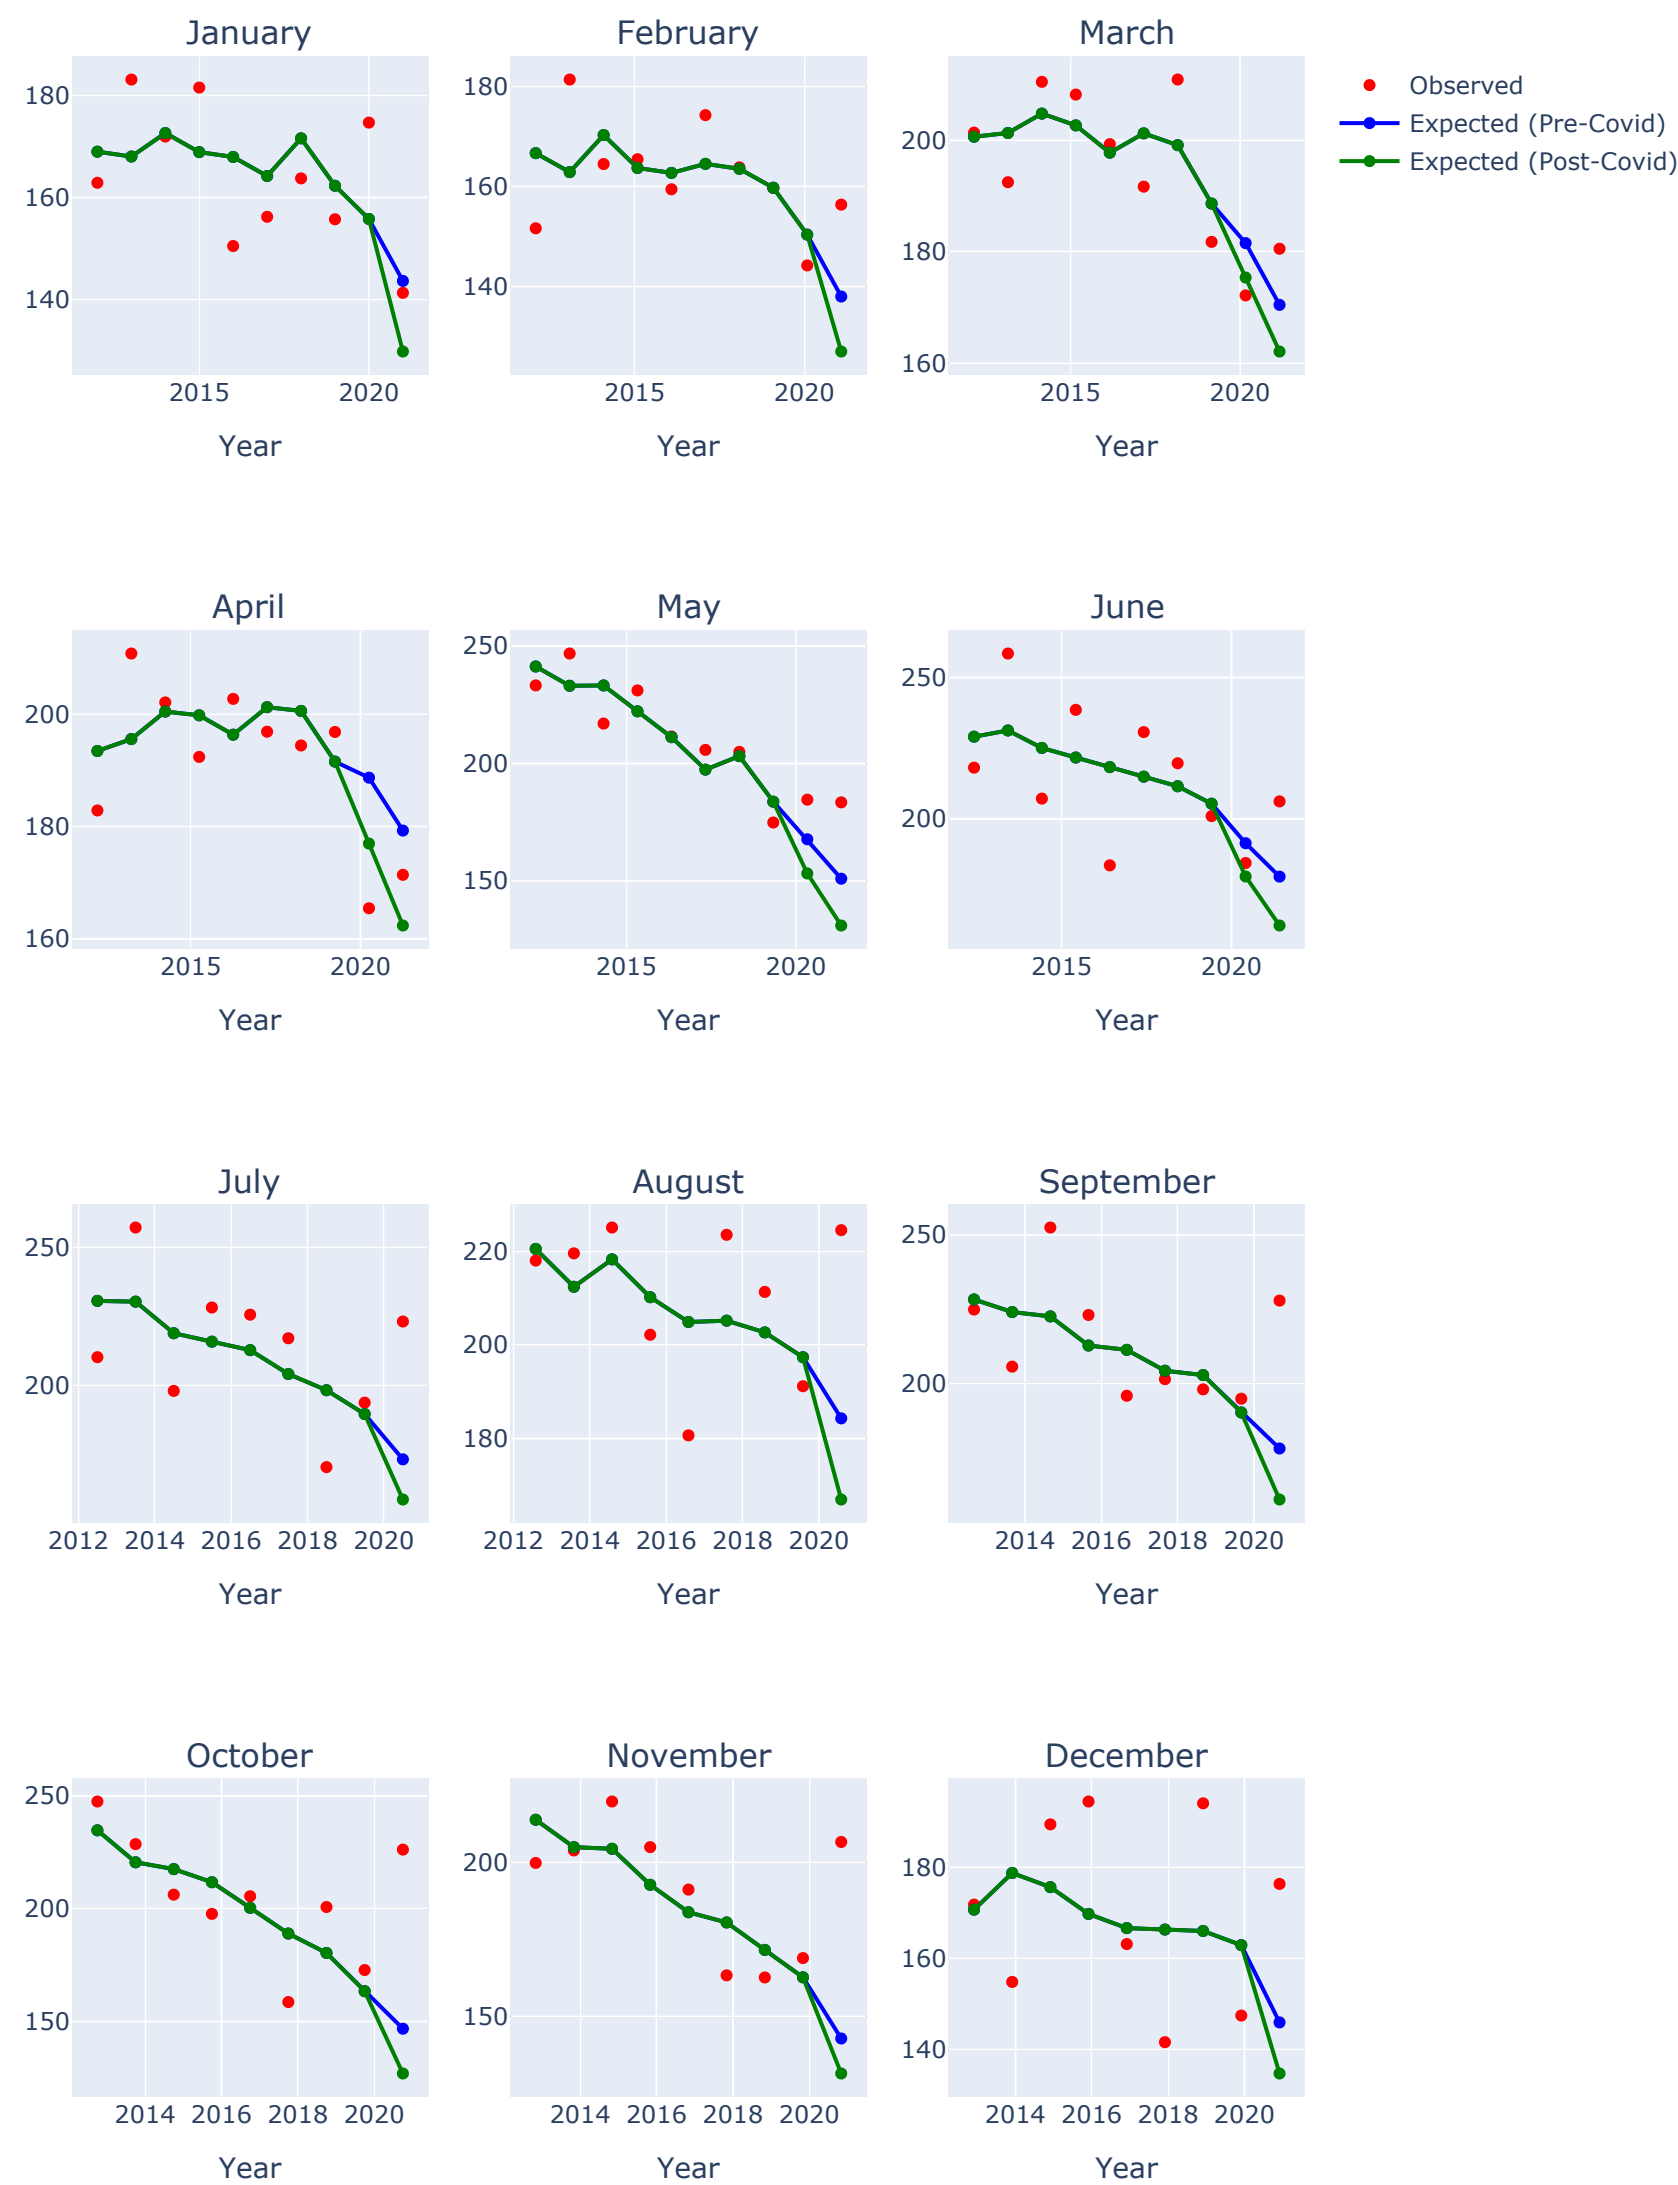 January
February
March
180
160
140
2015
2020
Year
180
160
140
2015
2020
Year
200
180
160
2015
2020
Year
Observed
Expected (Pre-Covid)
Expected (Post-Covid)
April
May
June
200
180
160
2015
2020
Year
250
200
150
2015
2020
Year
250
200
2015
2020
Year
July
August
September
250
200
2012 2014 2016 2018 2020
Year
220
200
180
2012 2014 2016 2018 2020
Year
250
200
2014 2016 2018 2020
Year
October
November
December
250
200
150
2014 2016 2018 2020
Year
200
150
2014 2016 2018 2020
Year
180
160
140
2014 2016 2018 2020
Year